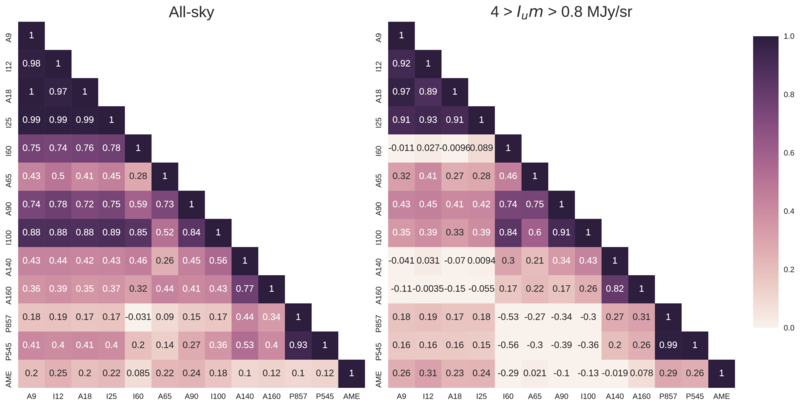 All-sky
4 > I_um > 0.8 MJy/sr
A9 1 A9 1 1.0
I12 0.98 1 I12 0.92 1
A18 1 0.97 1 A18 0.97 0.89 1 0.8
I25 0.99 0.99 0.99 1 I25 0.91 0.93 0.91 1
I60 0.75 0.74 0.76 0.78 1 I60 -0.011 0.027 -0.0096 0.089 1
A65 0.43 0.5 0.41 0.45 0.28 1 A65 0.32 0.41 0.27 0.28 0.46 1 0.6
A90 0.74 0.78 0.72 0.76 0.59 0.73 1 A90 0.43 0.45 0.41 0.42 0.74 0.75 1
I100 0.88 0.88 0.88 0.89 0.85 0.52 0.84 1 I100 0.35 0.39 0.33 0.39 0.84 0.6 0.91 1 0.4
A140 0.43 0.44 0.42 0.43 0.46 0.26 0.45 0.56 1 A140 -0.041 0.031 -0.07 0.0094 0.3 0.21 0.34 0.43 1
A160 0.36 0.39 0.35 0.37 0.32 0.44 0.41 0.43 0.77 1 A160 -0.11 -0.0035 -0.15 -0.055 0.17 0.22 0.17 0.26 0.82 1 0.2
P857 0.18 0.19 0.17 0.17 -0.031 0.09 0.15 0.17 0.44 0.34 1 P857 0.18 0.19 0.17 0.18 -0.53 -0.27 -0.34 -0.3 0.27 0.31 1 0.0
P545 0.41 0.4 0.41 0.4 0.2 0.14 0.27 0.36 0.53 0.4 0.93 1 P545 0.16 0.16 0.16 0.15 -0.56 -0.3 -0.39 -0.36 0.2 0.26 0.99 1
AME 0.2 0.25 0.2 0.22 0.085 0.22 0.24 0.18 0.1 0.12 0.1 0.12 1 AME 0.26 0.31 0.23 0.24 -0.29 0.021 -0.1 -0.13 -0.019 0.078 0.29 0.26 1
A9 I12 A18 I25 I60 A65 A90 I100 A140 A160 P857 P545 AME A9 I12 A18 I25 I60 A65 A90 I100 A140 A160 P857 P545 AME